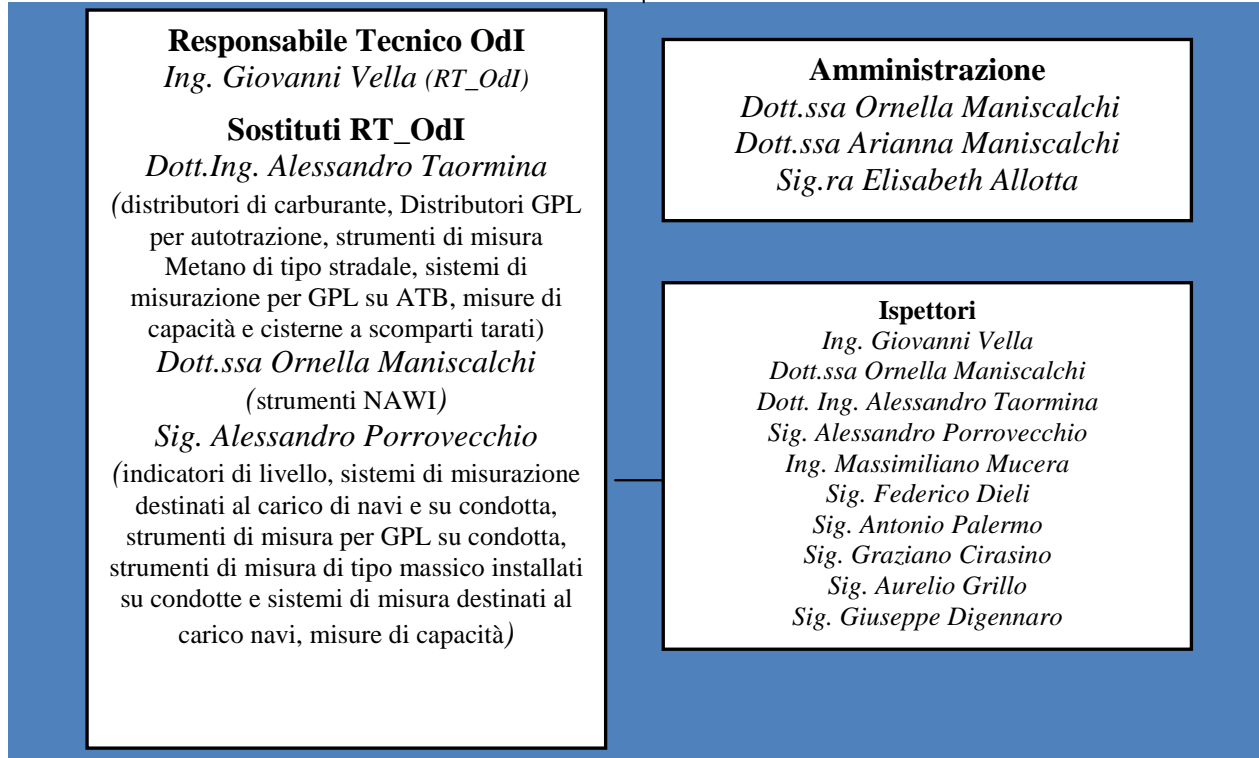 Responsabile Tecnico OdI
Ing. Giovanni Vella (RT_OdI)
Sostituti RT_OdI
Dott.Ing. Alessandro Taormina
(distributori di carburante, Distributori GPL
per autotrazione, strumenti di misura
Metano di tipo stradale, sistemi di
misurazione per GPL su ATB, misure di
capacità e cisterne a scomparti tarati)
Dott.ssa Ornella Maniscalchi
(strumenti NAWI)
Sig. Alessandro Porrovecchio
(indicatori di livello, sistemi di misurazione
destinati al carico di navi e su condotta,
strumenti di misura per GPL su condotta,
strumenti di misura di tipo massico installati
su condotte e sistemi di misura destinati al
carico navi, misure di capacità)
Amministrazione
Dott.ssa Ornella Maniscalchi
Dott.ssa Arianna Maniscalchi
Sig.ra Elisabeth Allotta
Ispettori
Ing. Giovanni Vella
Dott.ssa Ornella Maniscalchi
Dott. Ing. Alessandro Taormina
Sig. Alessandro Porrovecchio
Ing. Massimiliano Mucera
Sig. Federico Dieli
Sig. Antonio Palermo
Sig. Graziano Cirasino
Sig. Aurelio Grillo
Sig. Giuseppe Digennaro